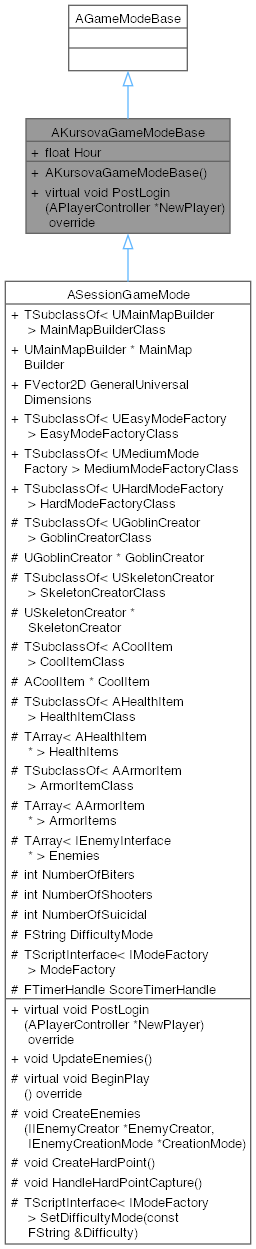 AGameModeBase
AKursovaGameModeBase
+ float Hour
+ AKursovaGameModeBase()
+ virtual void PostLogin
(APlayerController *NewPlayer)
override
ASessionGameMode
+ TSubclassOf< UMainMapBuilder
> MainMapBuilderClass
+ UMainMapBuilder * MainMap
Builder
+ FVector2D GeneralUniversal
Dimensions
+ TSubclassOf< UEasyModeFactory
> EasyModeFactoryClass
+ TSubclassOf< UMediumMode
Factory > MediumModeFactoryClass
+ TSubclassOf< UHardModeFactory
> HardModeFactoryClass
# TSubclassOf< UGoblinCreator
> GoblinCreatorClass
# UGoblinCreator * GoblinCreator
# TSubclassOf< USkeletonCreator
> SkeletonCreatorClass
# USkeletonCreator *
SkeletonCreator
# TSubclassOf< ACoolItem
> CoolItemClass
# ACoolItem * CoolItem
# TSubclassOf< AHealthItem
> HealthItemClass
# TArray< AHealthItem
* > HealthItems
# TSubclassOf< AArmorItem
> ArmorItemClass
# TArray< AArmorItem
* > ArmorItems
# TArray< IEnemyInterface
* > Enemies
# int NumberOfBiters
# int NumberOfShooters
# int NumberOfSuicidal
# FString DifficultyMode
# TScriptInterface< IModeFactory
> ModeFactory
# FTimerHandle ScoreTimerHandle
+ virtual void PostLogin
(APlayerController *NewPlayer)
override
+ void UpdateEnemies()
# virtual void BeginPlay
() override
# void CreateEnemies
(IIEnemyCreator *EnemyCreator,
IEnemyCreationMode *CreationMode)
# void CreateHardPoint()
# void HandleHardPointCapture()
# TScriptInterface< IModeFactory
> SetDifficultyMode(const
FString &Difficulty)